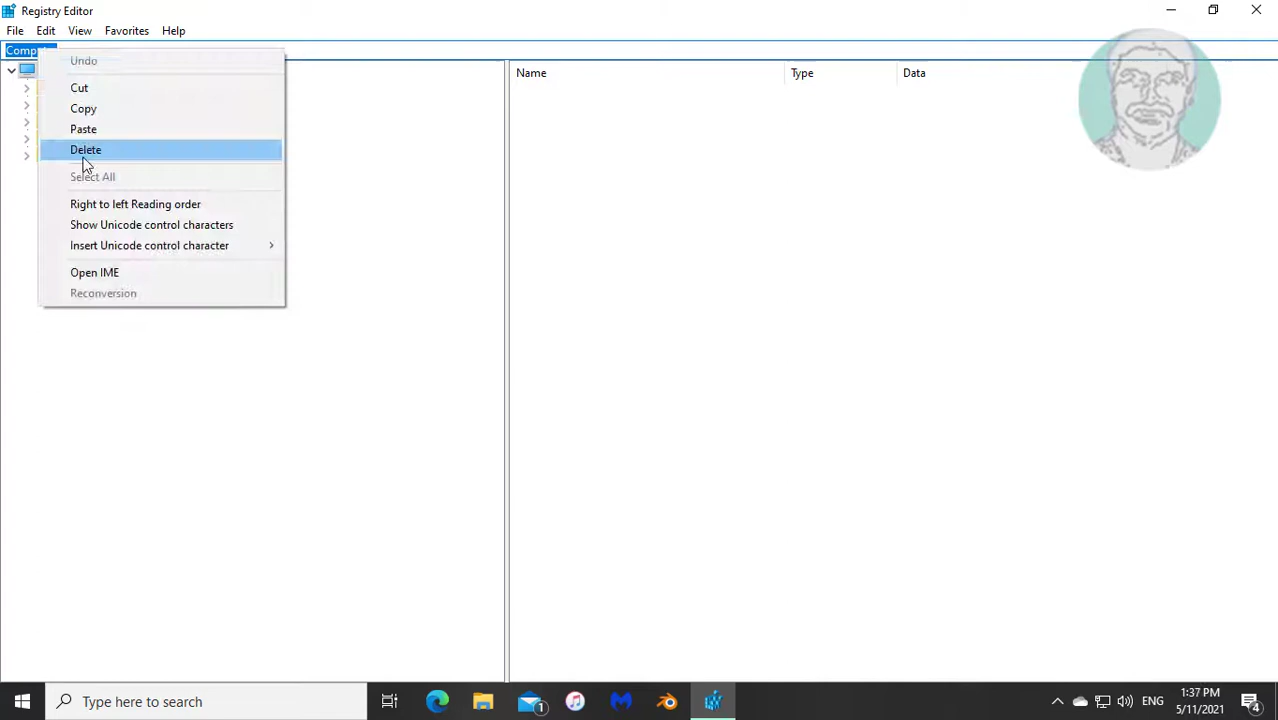 Registry Editor
File Edit View Favorites Help
Undo
Cut
Copy
Paste
Delete
Select All
Right to left Reading order
Show Unicode control characters
Insert Unicode control character
Open IME
Reconversion
Name Type Data
Type here to search
1
ENG
1:37 PM
5/11/2021
4